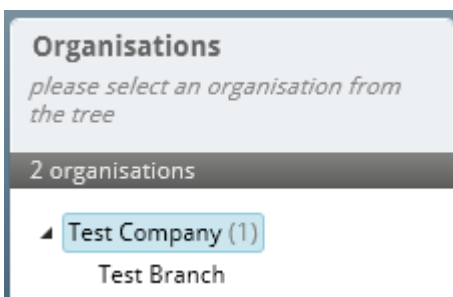 Organisations
please select an organisation from
the tree
2 organisations
Test Company (1)
Test Branch